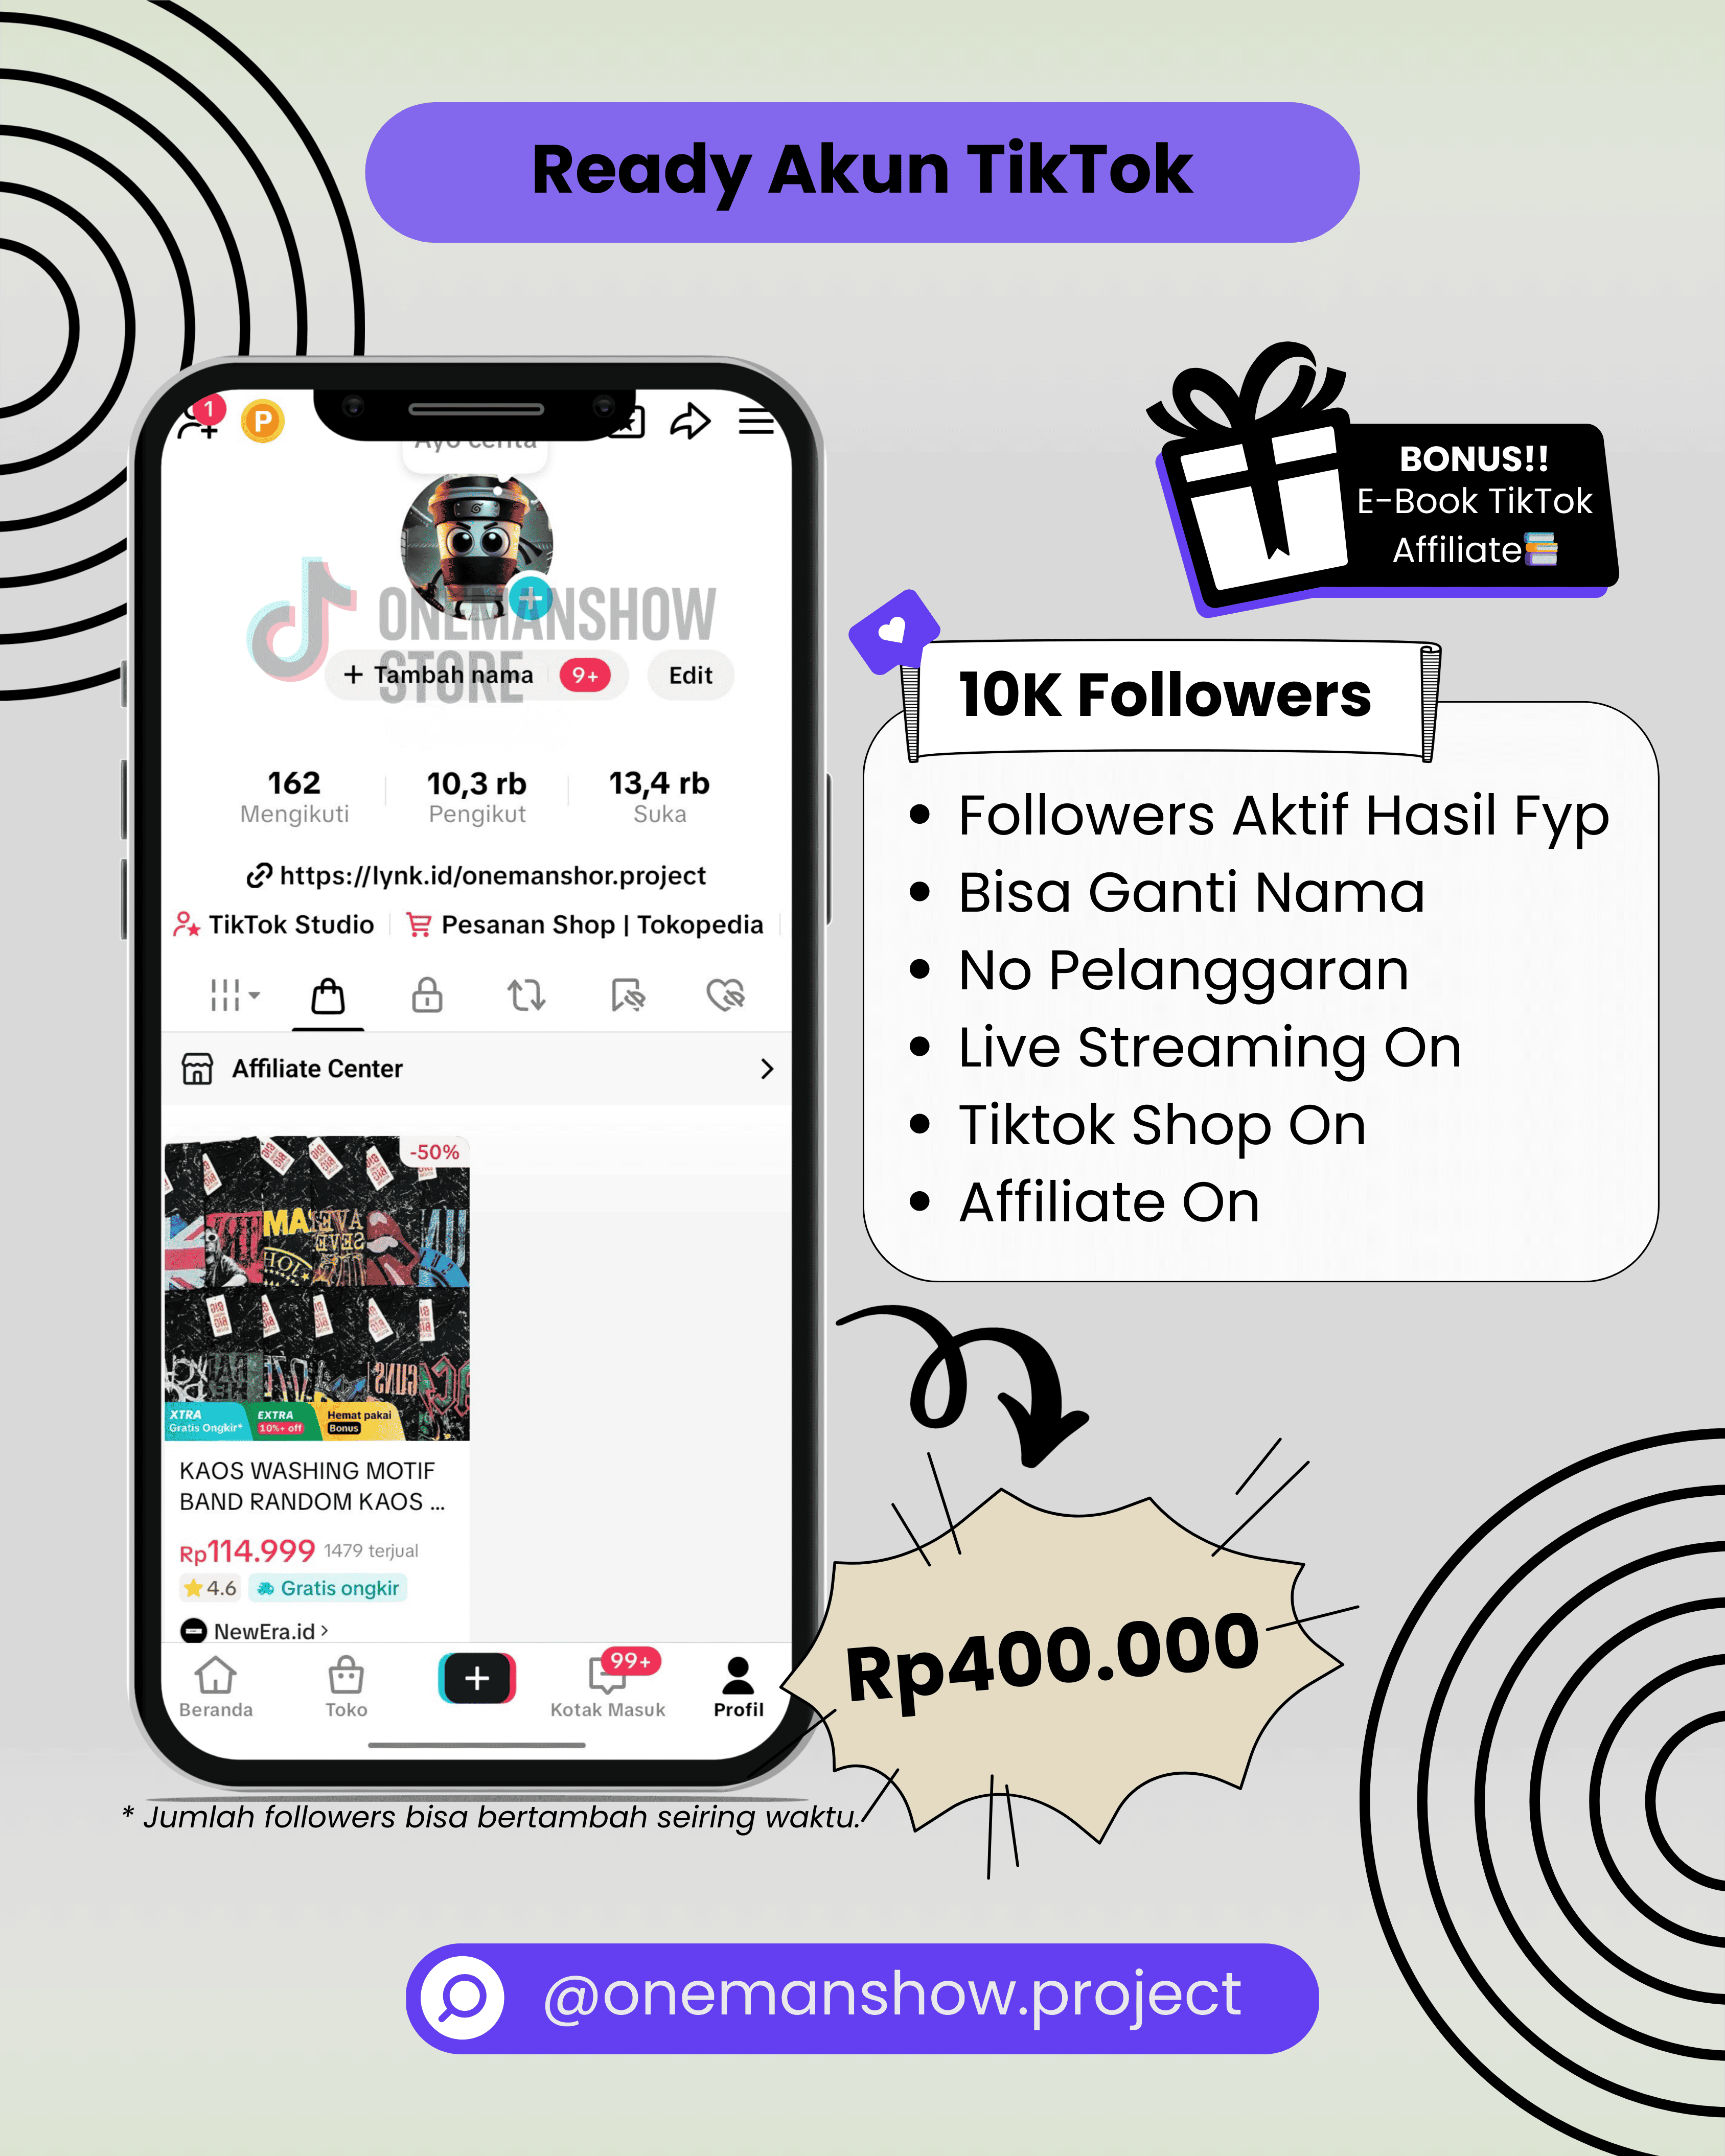 Ready Akun TikTok
1
P
Ayo cerita
ONEMANSHOW
STORE
+ Tambah nama
9+
Edit
162
Mengikuti
10,3 rb
Pengikut
13,4 rb
Suka
https://lynk.id/onemanshor.project
TikTok Studio
Pesanan Shop | Tokopedia
Affiliate Center
-50%
XTRA
Gratis Ongkir*
EXTRA
10%+ off
Hemat pakai
Bonus
KAOS WASHING MOTIF
BAND RANDOM KAOS ...
Rp114.999 1479 terjual
4.6
Gratis ongkir
NewEra.id
Beranda
Toko
99+
Kotak Masuk
Profil
* Jumlah followers bisa bertambah seiring waktu.
BONUS!!
E-Book TikTok
Affiliate
10K Followers
• Followers Aktif Hasil Fyp
• Bisa Ganti Nama
• No Pelanggaran
• Live Streaming On
• Tiktok Shop On
• Affiliate On
Rp400.000
@onemanshow.project